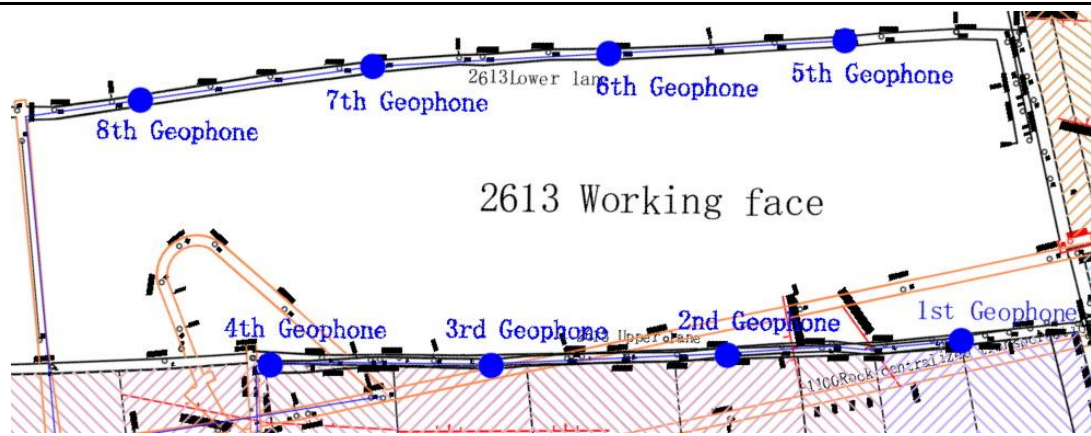 5th Geophone
6th Geophone
7th Geophone
2613Lower lan
8th Geophone
2613 Working face
1st Geophone
2nd Geophone
3rd Geophone
4th Geophone
Upper